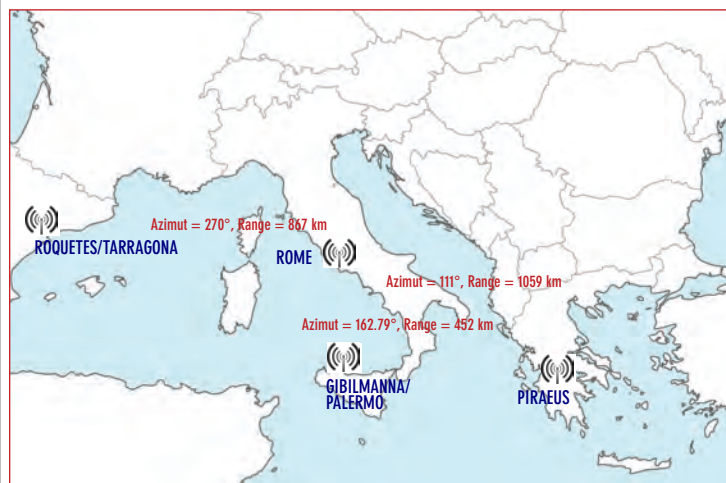 Azimut = 270°, Range = 867 km
ROQUETES/TARRAGONA
ROME
Azimut = 111°, Range = 1059 km
Azimut = 162.79°, Range = 452 km
GIBILMANNA/
PALERMO
PIRAEUS